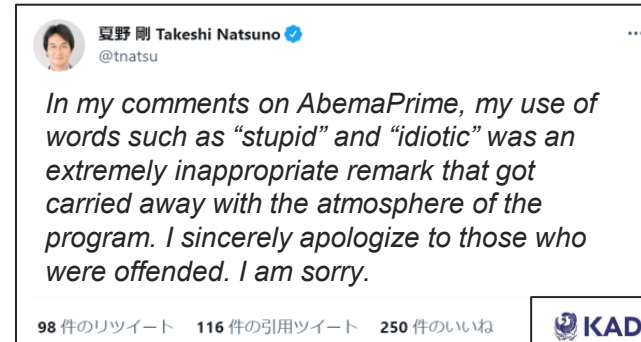 夏野 剛 Takeshi Natsuno
@tnatsu
In my comments on AbemaPrime, my use of
words such as “stupid” and “idiotic” was an
extremely inappropriate remark that got
carried away with the atmosphere of the
program. I sincerely apologize to those who
were offended. I am sorry.
98 件のリツイート 116 件の引用ツイート 250 件のいいね
KAD